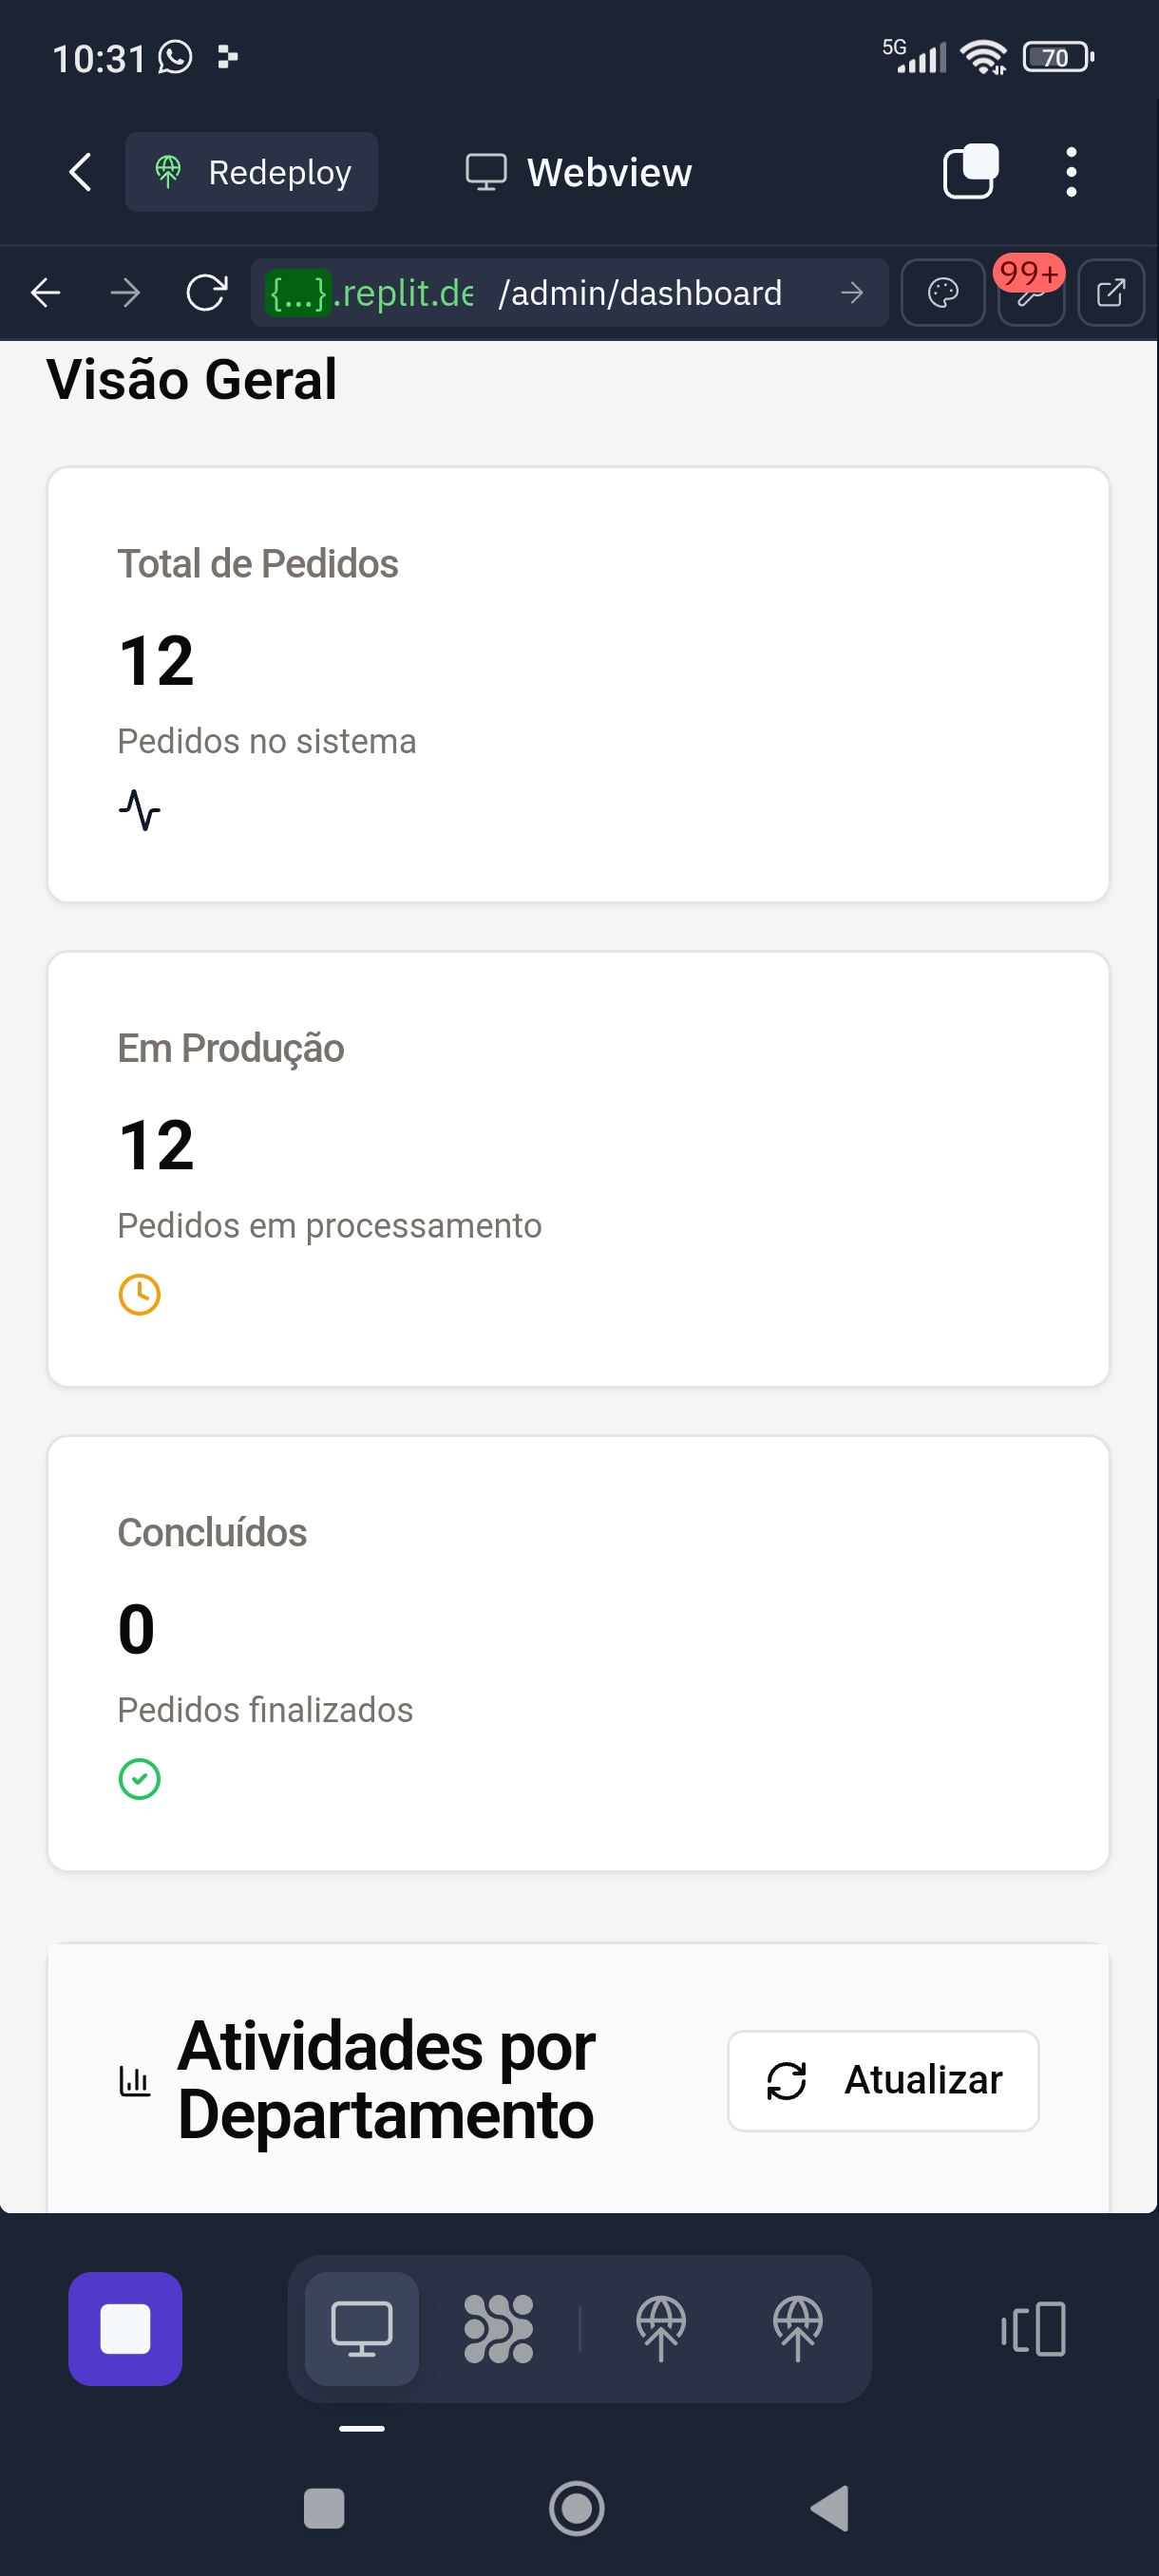 10:31
5G
70
Redeploy
Webview
{...}.replit.de /admin/dashboard
99+
Visão Geral
Total de Pedidos
12
Pedidos no sistema
Em Produção
12
Pedidos em processamento
Concluídos
0
Pedidos finalizados
Atividades por
Departamento
Atualizar